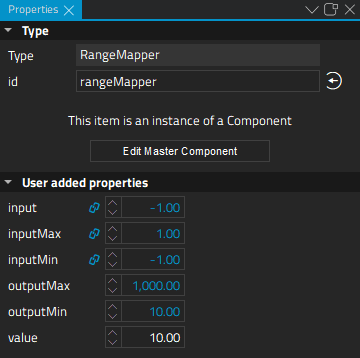 Properties
Type
Type RangeMapper
id rangeMapper
This item is an instance of a Component
Edit Master Component
User added properties
input -1.00
inputMax 1.00
inputMin -1.00
outputMax 1,000.00
outputMin 10.00
value 10.00